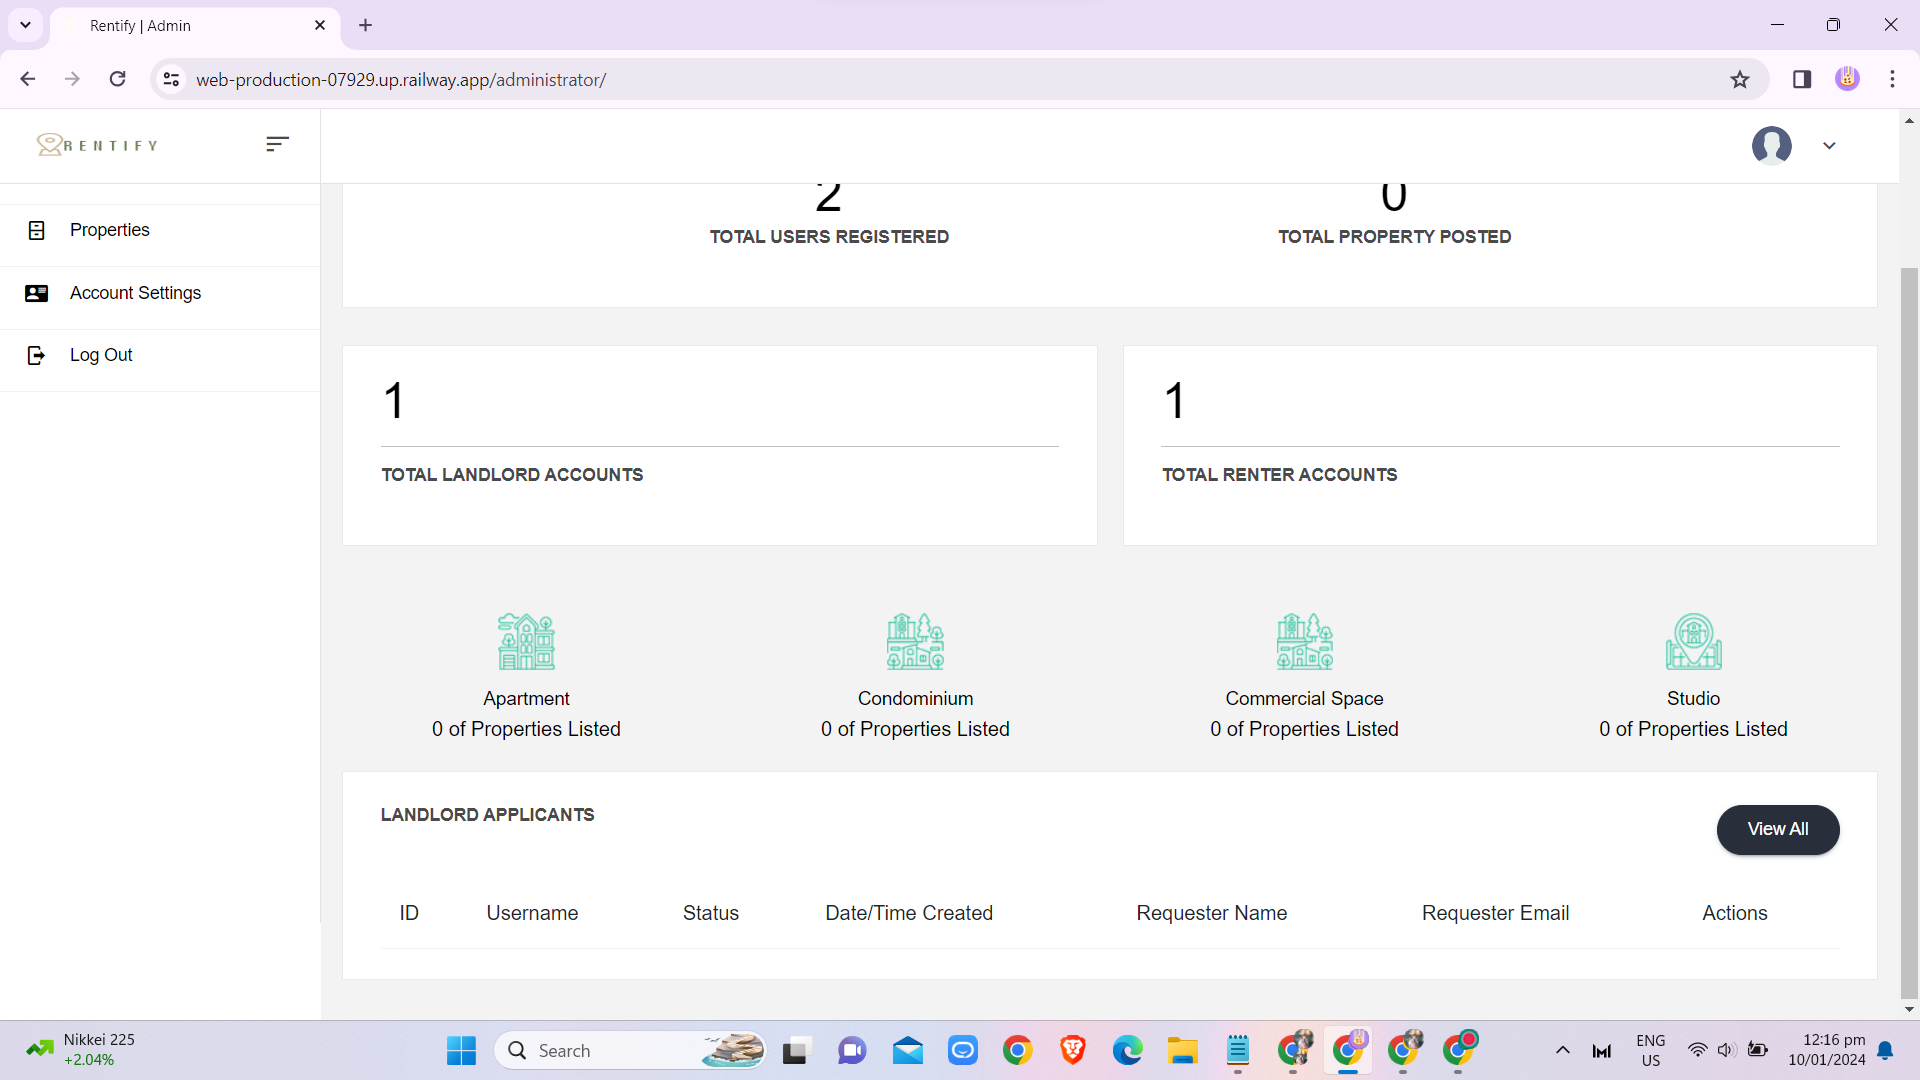 Rentify | Admin
web-production-07929.up.railway.app/administrator/
RENTIFY
Properties
Account Settings
Log Out
2
TOTAL USERS REGISTERED
0
TOTAL PROPERTY POSTED
1
TOTAL LANDLORD ACCOUNTS
1
TOTAL RENTER ACCOUNTS
Apartment
0 of Properties Listed
Condominium
0 of Properties Listed
Commercial Space
0 of Properties Listed
Studio
0 of Properties Listed
LANDLORD APPLICANTS
View All
ID Username Status Date/Time Created Requester Name Requester Email Actions
Nikkei 225
+2.04%
Search
ENG
US
12:16 pm
10/01/2024